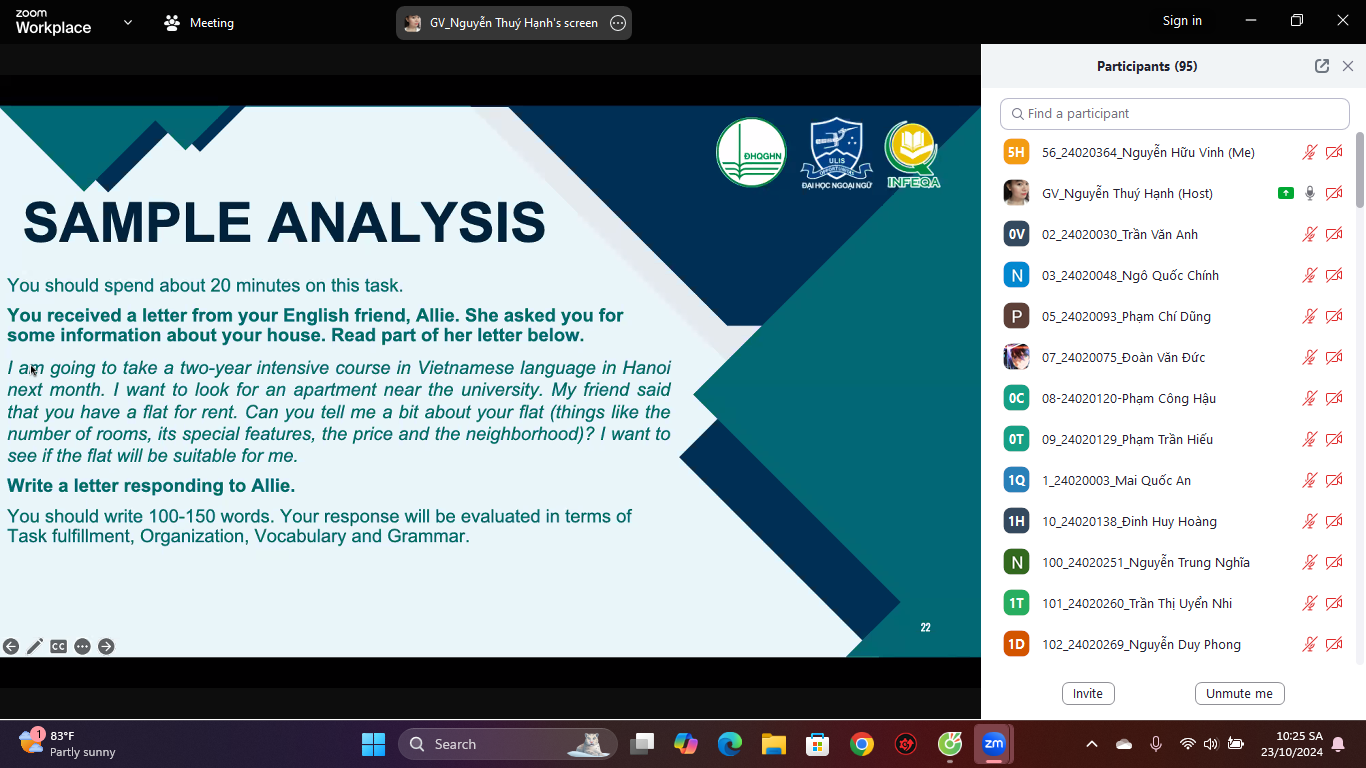 zoom
Workplace
Meeting
GV_Nguyễn Thuý Hạnh's screen
Sign in
ĐHQGHN
ULIS
ĐẠI HỌC NGOẠI NGỮ
INFEQA
SAMPLE ANALYSIS
You should spend about 20 minutes on this task.
You received a letter from your English friend, Allie. She asked you for
some information about your house. Read part of her letter below.
I am going to take a two-year intensive course in Vietnamese language in Hanoi
next month. I want to look for an apartment near the university. My friend said
that you have a flat for rent. Can you tell me a bit about your flat (things like the
number of rooms, its special features, the price and the neighborhood)? I want to
see if the flat will be suitable for me.
Write a letter responding to Allie.
You should write 100-150 words. Your response will be evaluated in terms of
Task fulfillment, Organization, Vocabulary and Grammar.
22
CC
Participants (95)
Find a participant
5H 56_24020364_Nguyễn Hữu Vinh (Me)
GV_Nguyễn Thuý Hạnh (Host)
0V 02_24020030_Trần Văn Anh
N 03_24020048_Ngô Quốc Chính
P 05_24020093_Phạm Chí Dũng
07_24020075_Đoàn Văn Đức
0C 08-24020120-Phạm Công Hậu
0T 09_24020129_Phạm Trần Hiếu
1Q 1_24020003_Mai Quốc An
1H 10_24020138_Đinh Huy Hoàng
N 100_24020251_Nguyễn Trung Nghĩa
1T 101_24020260_Trần Thị Uyển Nhi
1D 102_24020269_Nguyễn Duy Phong
Invite
Unmute me
1
83°F
Partly sunny
Search
zm
10:25 SA
23/10/2024